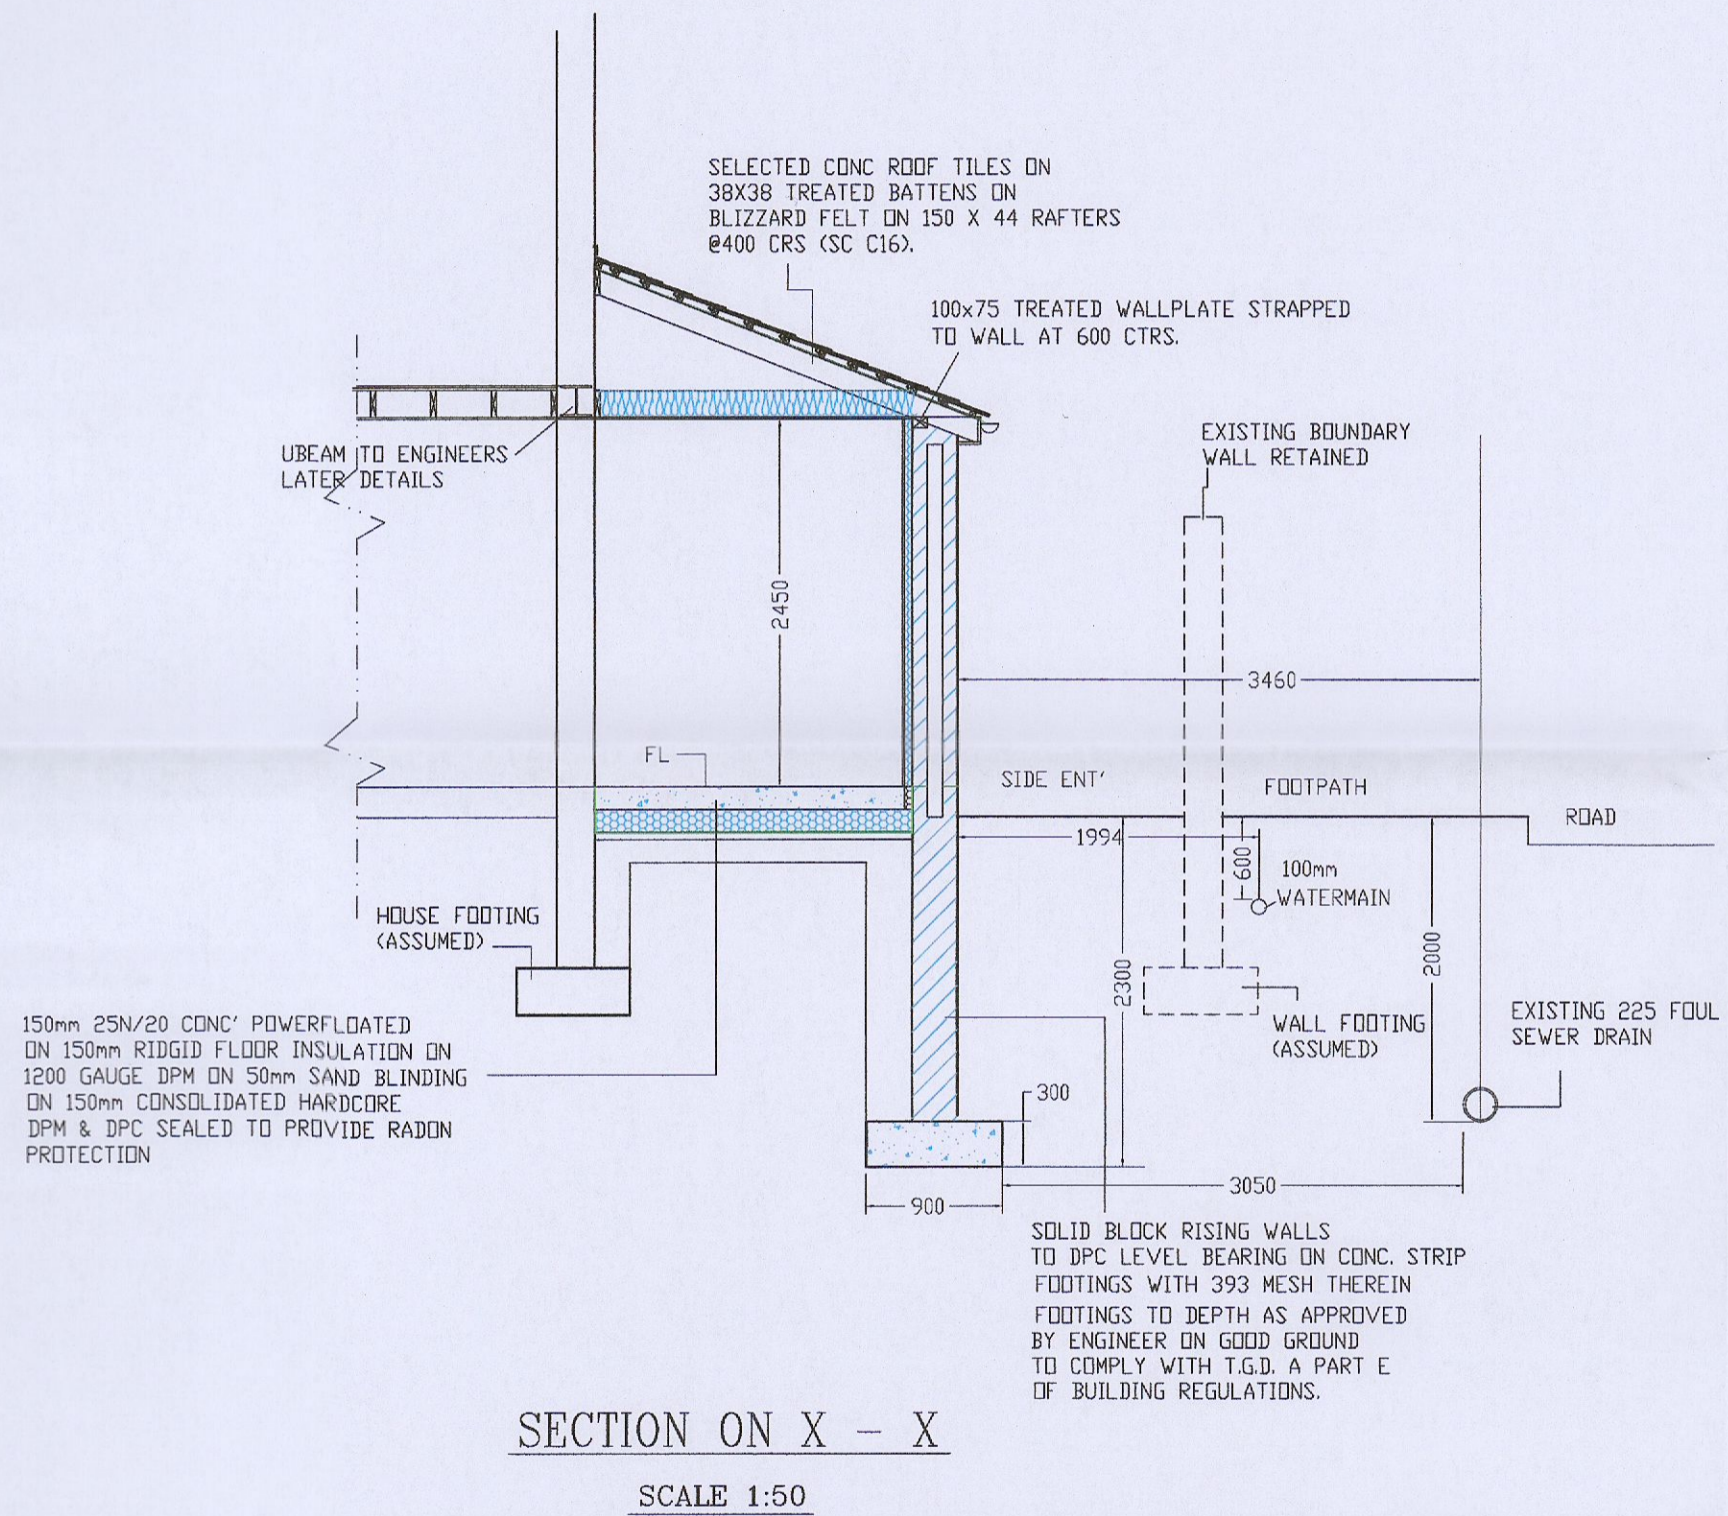 SELECTED CONC ROOF TILES ON
38X38 TREATED BATTENS ON
BLIZZARD FELT ON 150 X 44 RAFTERS
@400 CRS (SC C16).
100x75 TREATED WALLPLATE STRAPPED
TO WALL AT 600 CTRS.
UBEAM TO ENGINEERS
LATER DETAILS
EXISTING BOUNDARY
WALL RETAINED
2450
3460
FL
SIDE ENT'
FOOTPATH
ROAD
1994
600
100mm
WATERMAIN
HOUSE FOOTING
(ASSUMED)
2300
2000
WALL FOOTING
(ASSUMED)
EXISTING 225 FOUL
SEWER DRAIN
150mm 25N/20 CONC' POWERFLOATED
ON 150mm RIDGID FLOOR INSULATION ON
1200 GAUGE DPM ON 50mm SAND BLINDING
ON 150mm CONSOLIDATED HARDCORE
DPM & DPC SEALED TO PROVIDE RADON
PROTECTION
300
900
3050
SOLID BLOCK RISING WALLS
TO DPC LEVEL BEARING ON CONC. STRIP
FOOTINGS WITH 393 MESH THEREIN
FOOTINGS TO DEPTH AS APPROVED
BY ENGINEER ON GOOD GROUND
TO COMPLY WITH T.G.D. A PART E
OF BUILDING REGULATIONS.
SECTION ON X - X
SCALE 1:50